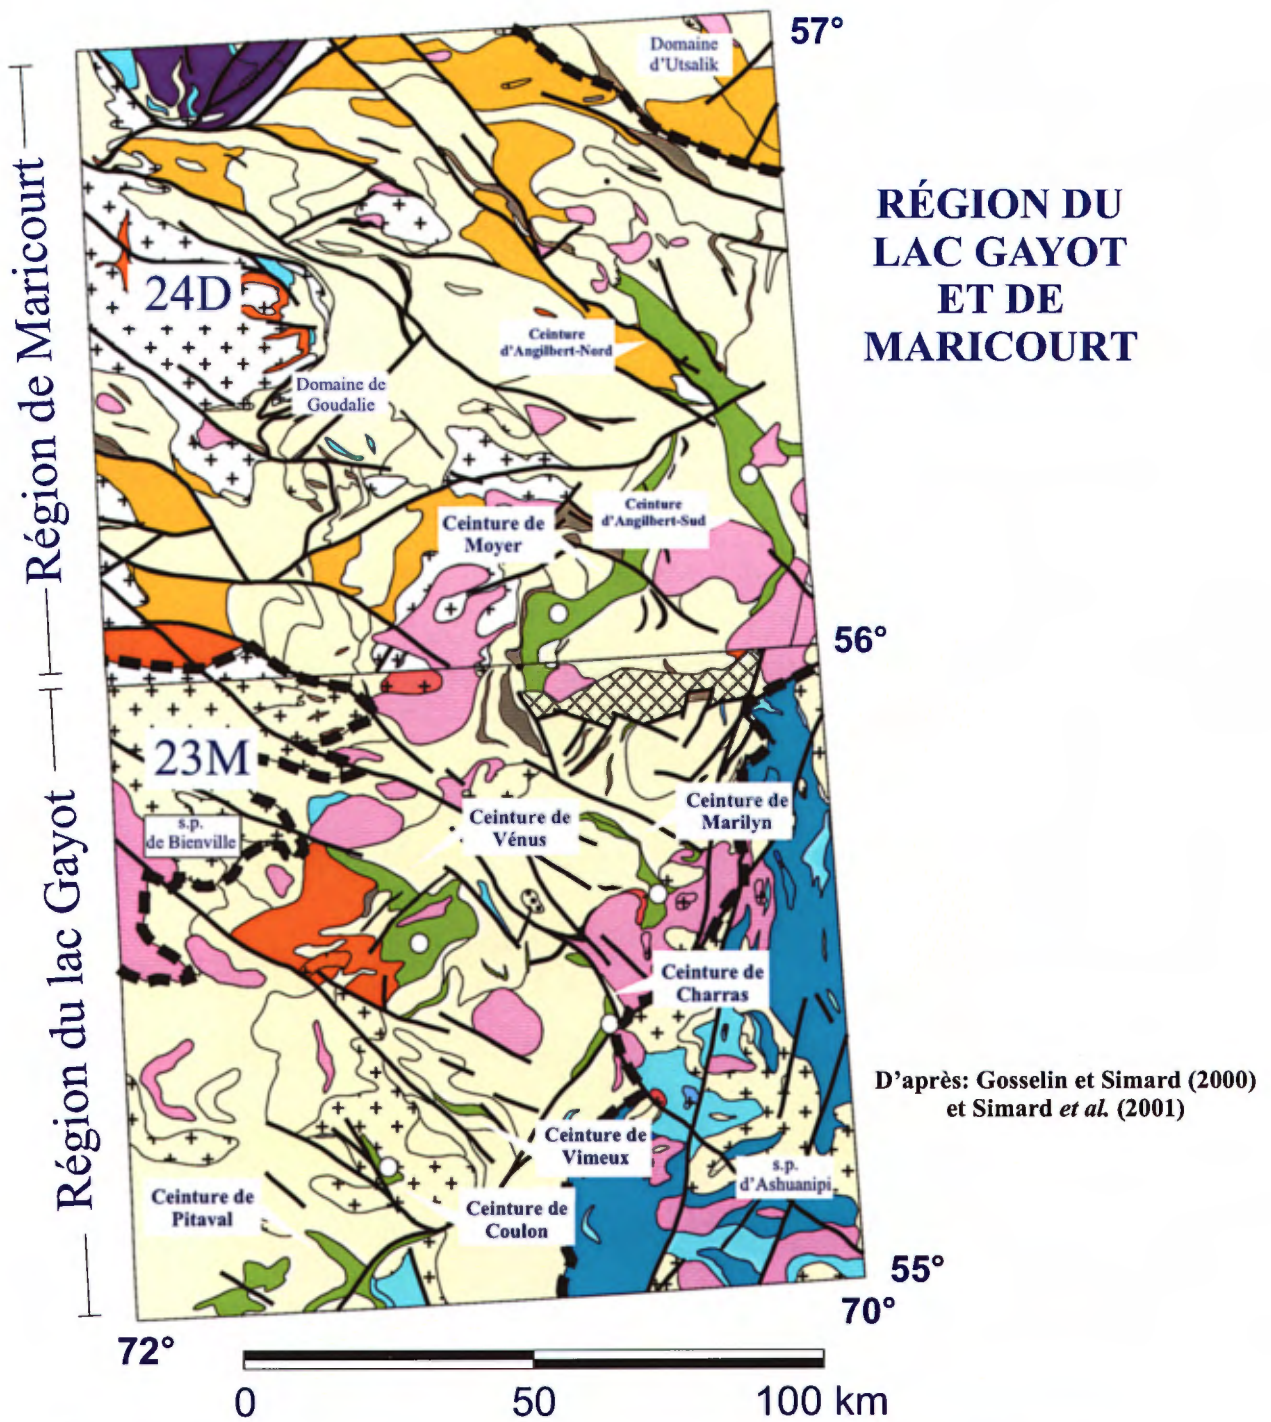 57°
Domaine
d'Utsalik
RÉGION DU
LAC GAYOT
ET DE
MARICOURT
Région de Maricourt
24D
Ceinture
d'Angilbert-Nord
Domaine de
Goudalie
Ceinture
d'Angilbert-Sud
Ceinture de
Moyer
56°
Région du lac Gayot
23M
Ceinture de
Marilyn
Ceinture de
Vénus
s.p.
de Bienville
Ceinture de
Charras
D'après: Gosselin et Simard (2000)
et Simard et al. (2001)
Ceinture de
Vimeux
s.p.
d'Ashuanipi
Ceinture de
Pitaval
Ceinture de
Coulon
55°
70°
72°
0 50 100 km